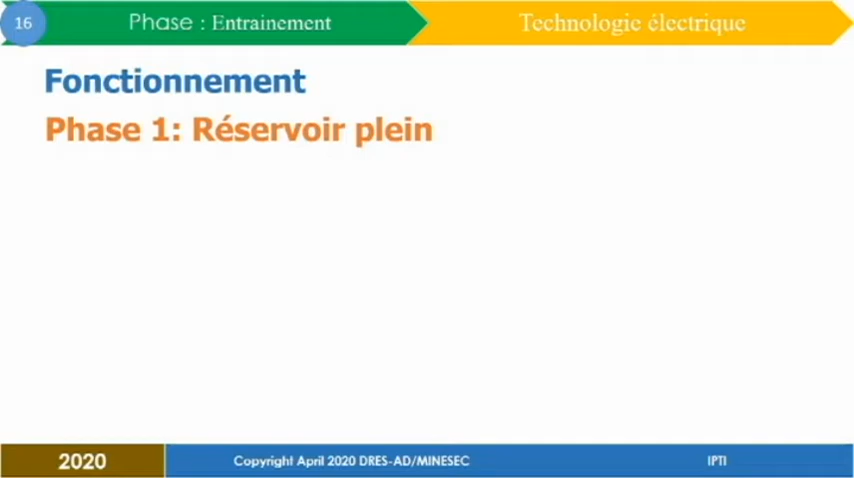 16
Phase : Entrainement
Technologie électrique
Fonctionnement
Phase 1: Réservoir plein
2020
Copyright April 2020 DRES-AD/MINESEC
IPTI